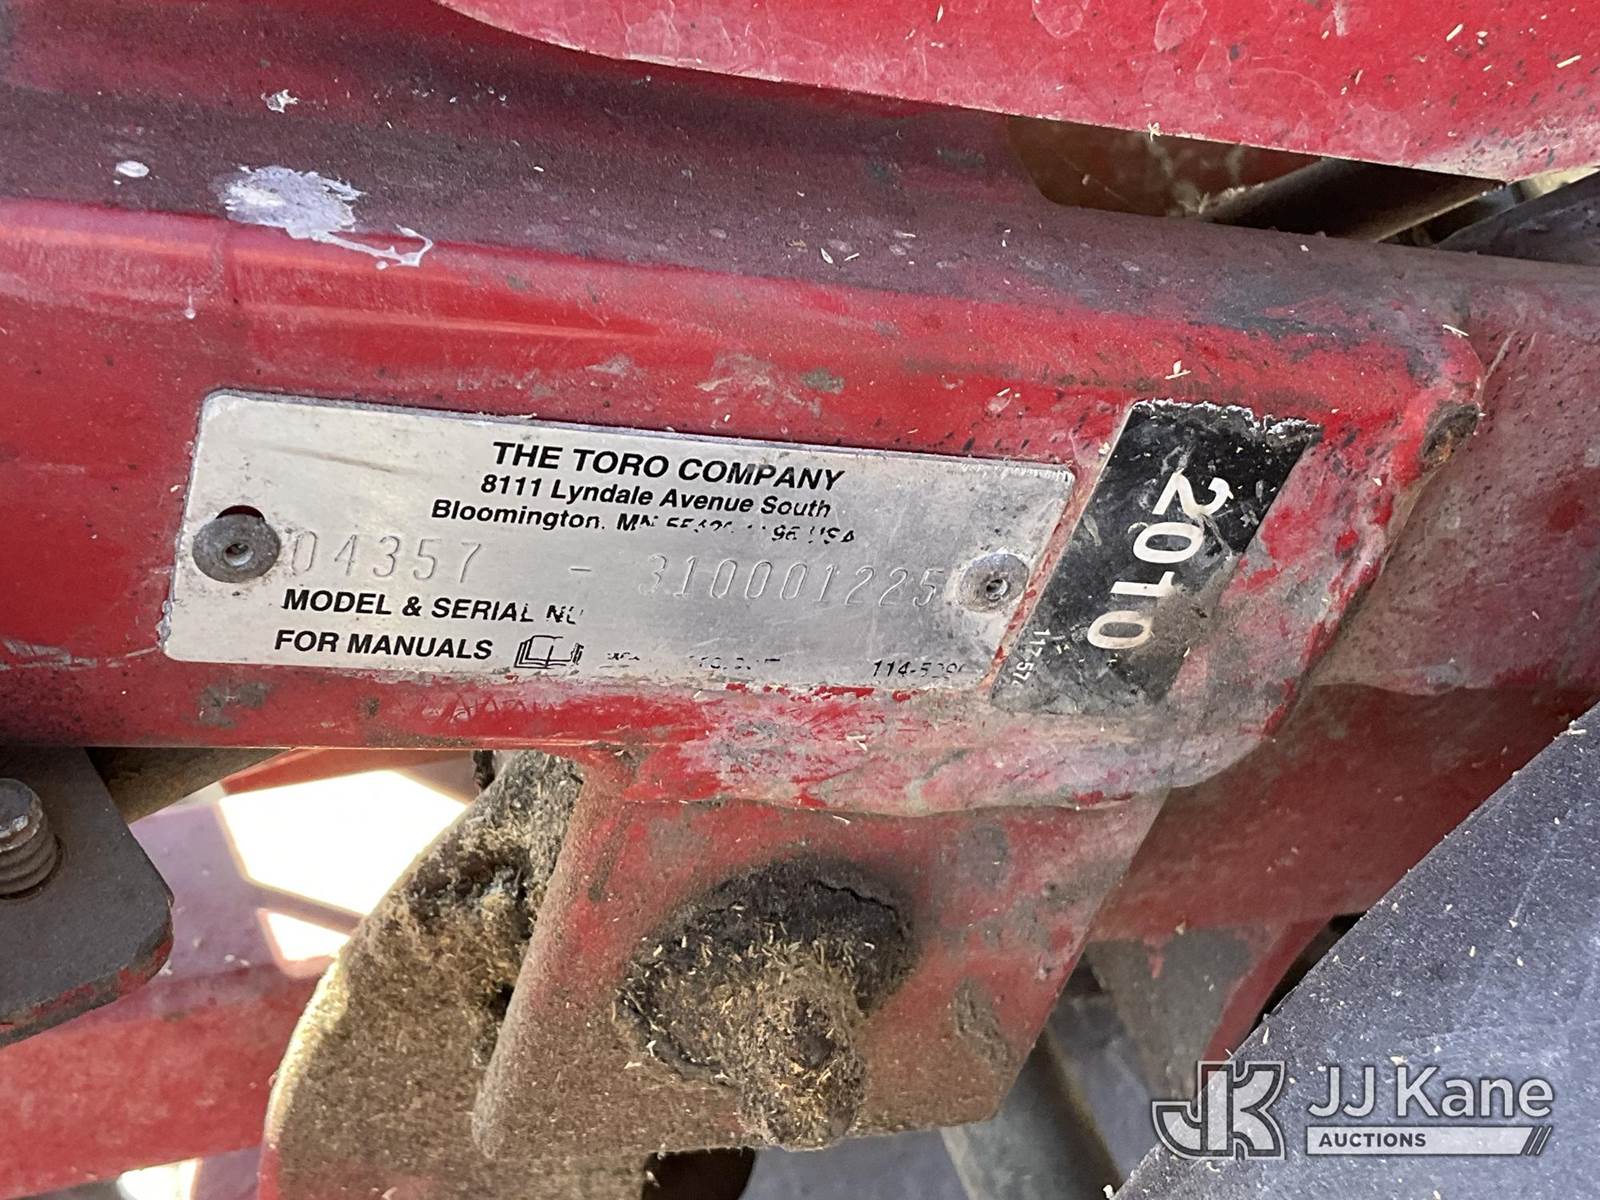 THE TORO COMPANY
8111 Lyndale Avenue South
Bloomington, MN USA
04357 - 310001225
MODEL & SERIAL
FOR MANUALS
2010
JJ Kane
AUCTIONS